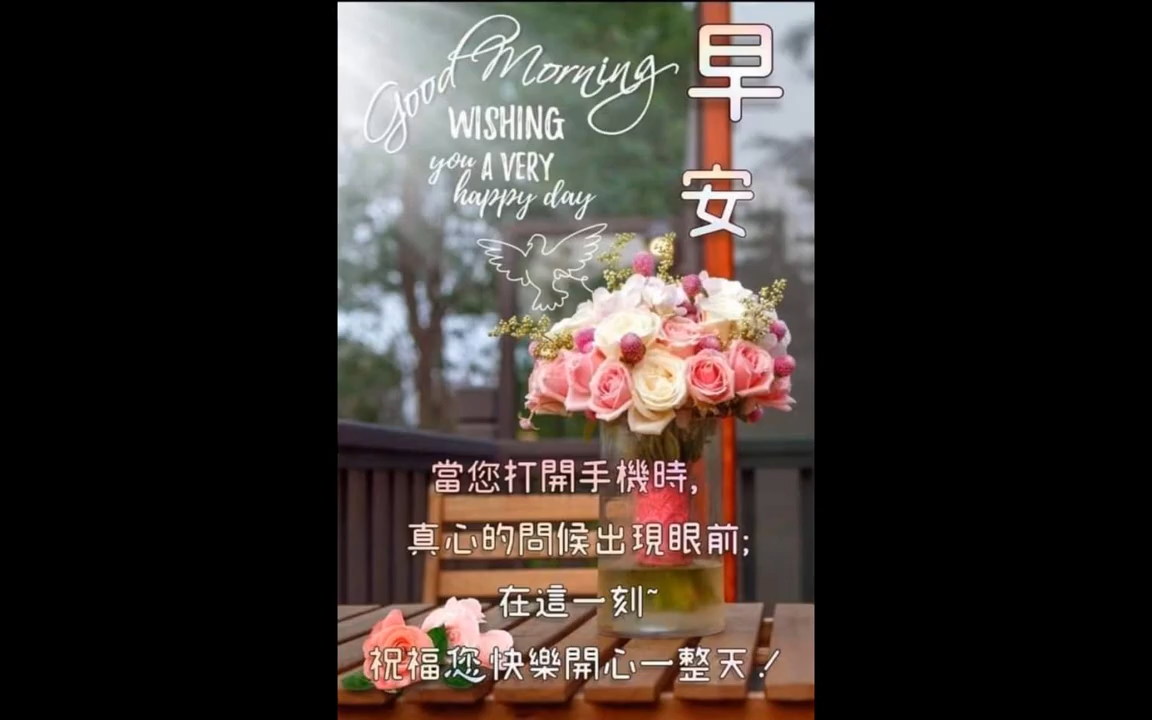 Good Morning
WISHING
you A VERY
happy day
早
安
當您打開手機時,
真心的問候出現眼前;
在這一刻~
祝福您快樂開心一整天!